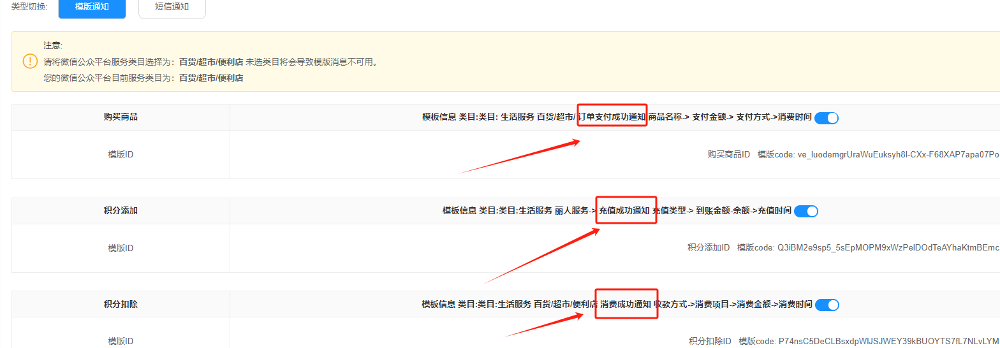 类型切换: 模版通知 短信通知
注意:
请将微信公众平台服务类目选择为：百货/超市/便利店 未选类目将会导致模版消息不可用。
您的微信公众平台目前服务类目为：百货/超市/便利店
购买商品 模板信息 类目:类目: 生活服务 百货/超市/ 订单支付成功通知 商品名称-> 支付金额-> 支付方式->消费时间
模版ID 购买商品ID 模版code: ve_luodemgrUraWuEuksyh8I-CXx-F68XAP7apa07Po
积分添加 模板信息 类目:类目:生活服务 丽人服务-> 充值成功通知 充值类型-> 到账金额-余额->充值时间
模版ID 积分添加ID 模版code: Q3iBM2e9sp5_5sEpMOPM9xWzPelDOdTeAYhaKtmBEmc
积分扣除 模板信息 类目:类目:生活服务 百货/超市/便利店 消费成功通知 收款方式->消费项目->消费金额->消费时间
模版ID 积分扣除ID 模版code: P74nsC5DeCLBsxdpWIJSJWEY39kBUOYTS7fL7NLvLYM